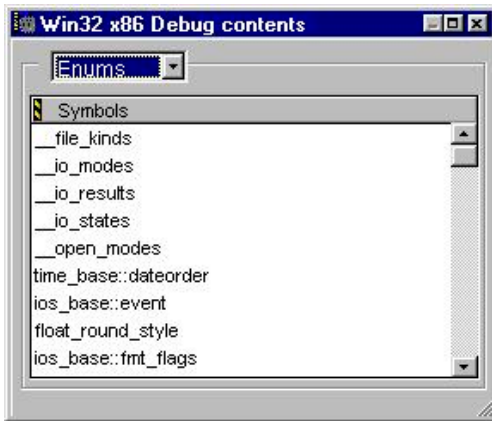 Win32 x86 Debug contents
Enums
Symbols
__file_kinds
__io_modes
__io_results
__io_states
__open_modes
time_base::dateorder
ios_base::event
float_round_style
ios_base::fmt_flags